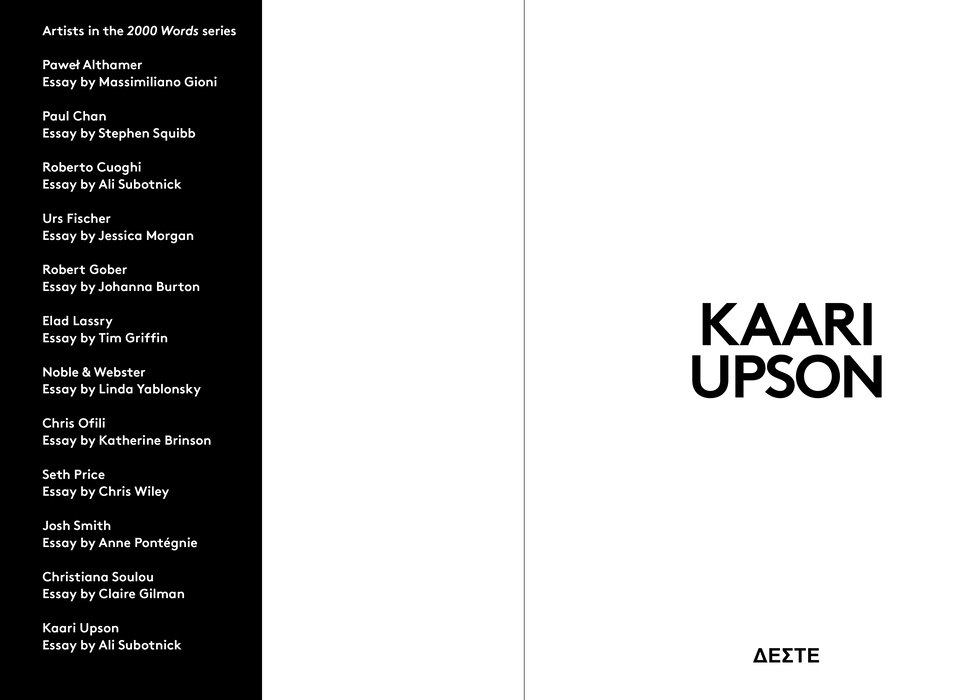 Artists in the 2000 Words series
Paweł Althamer
Essay by Massimiliano Gioni
Paul Chan
Essay by Stephen Squibb
Roberto Cuoghi
Essay by Ali Subotnick
Urs Fischer
Essay by Jessica Morgan
Robert Gober
Essay by Johanna Burton
Elad Lassry
Essay by Tim Griffin
Noble & Webster
Essay by Linda Yablonsky
Chris Ofili
Essay by Katherine Brinson
Seth Price
Essay by Chris Wiley
Josh Smith
Essay by Anne Pontégnie
Christiana Soulou
Essay by Claire Gilman
Kaari Upson
Essay by Ali Subotnick
KAARI
UPSON
ΔΕΣΤΕ